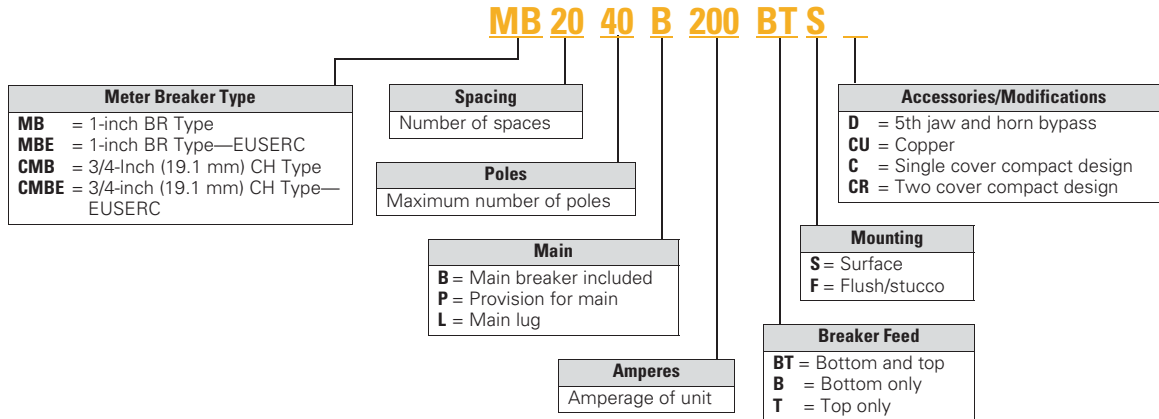 MB 20 40 B 200 BT S _
Meter Breaker Type
MB = 1-inch BR Type
MBE = 1-inch BR Type—EUSERC
CMB = 3/4-Inch (19.1 mm) CH Type
CMBE = 3/4-inch (19.1 mm) CH Type—
EUSERC
Spacing
Number of spaces
Poles
Maximum number of poles
Main
B = Main breaker included
P = Provision for main
L = Main lug
Amperes
Amperage of unit
Accessories/Modifications
D = 5th jaw and horn bypass
CU = Copper
C = Single cover compact design
CR = Two cover compact design
Mounting
S = Surface
F = Flush/stucco
Breaker Feed
BT = Bottom and top
B = Bottom only
T = Top only